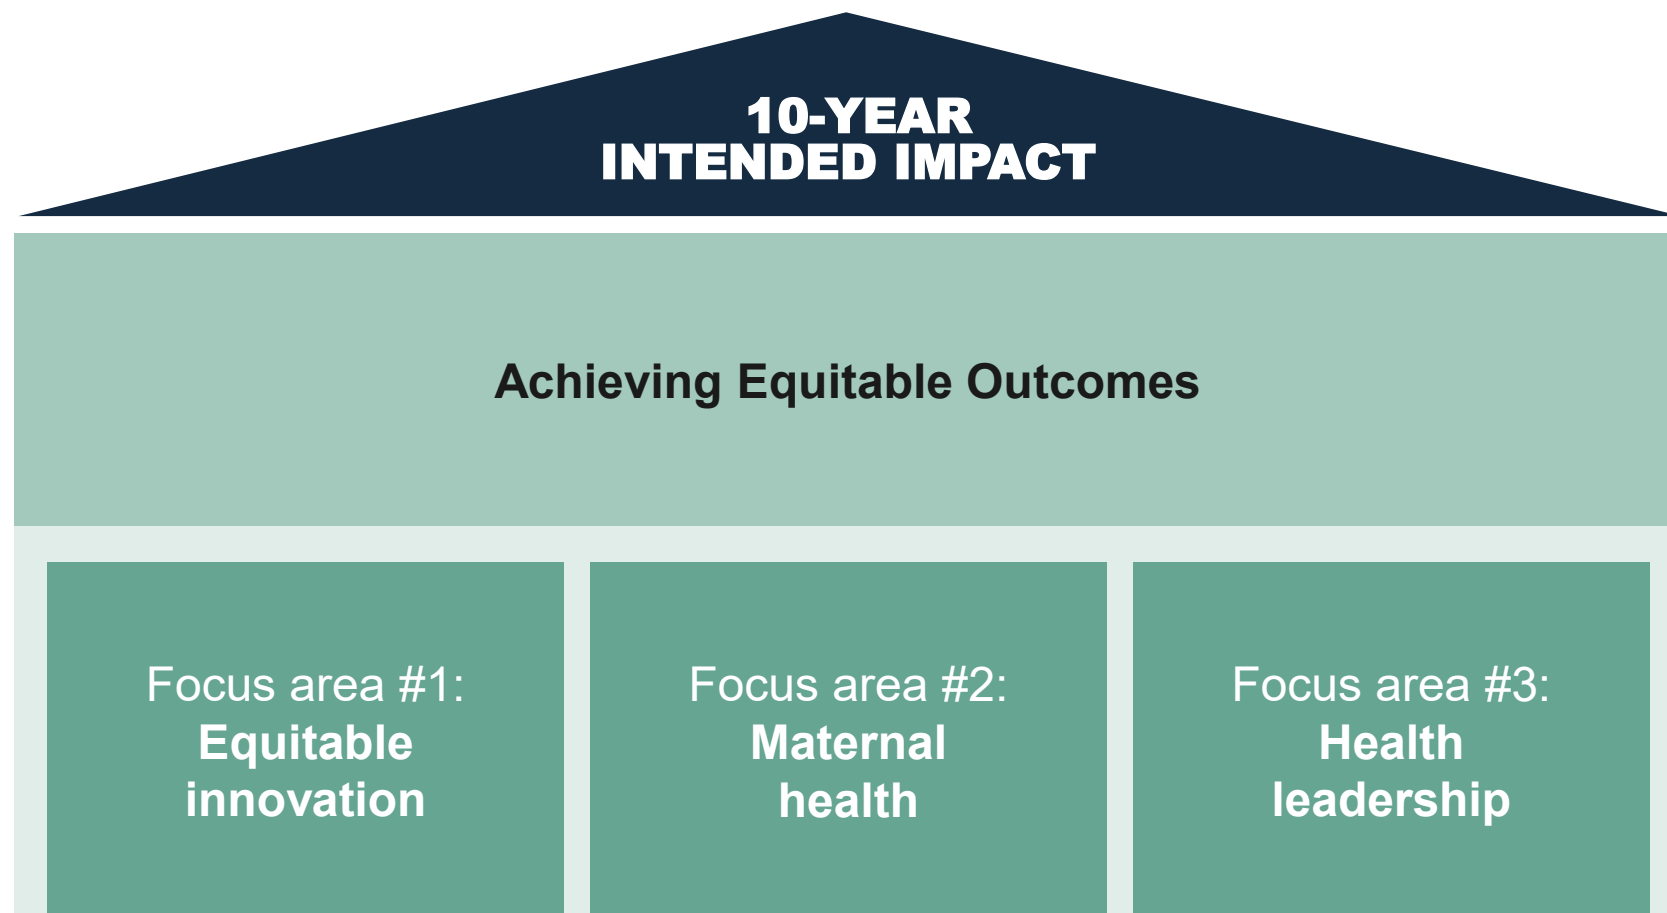 10-YEAR
INTENDED IMPACT
Achieving Equitable Outcomes
Focus area #1:
Equitable
innovation
Focus area #2:
Maternal
health
Focus area #3:
Health
leadership